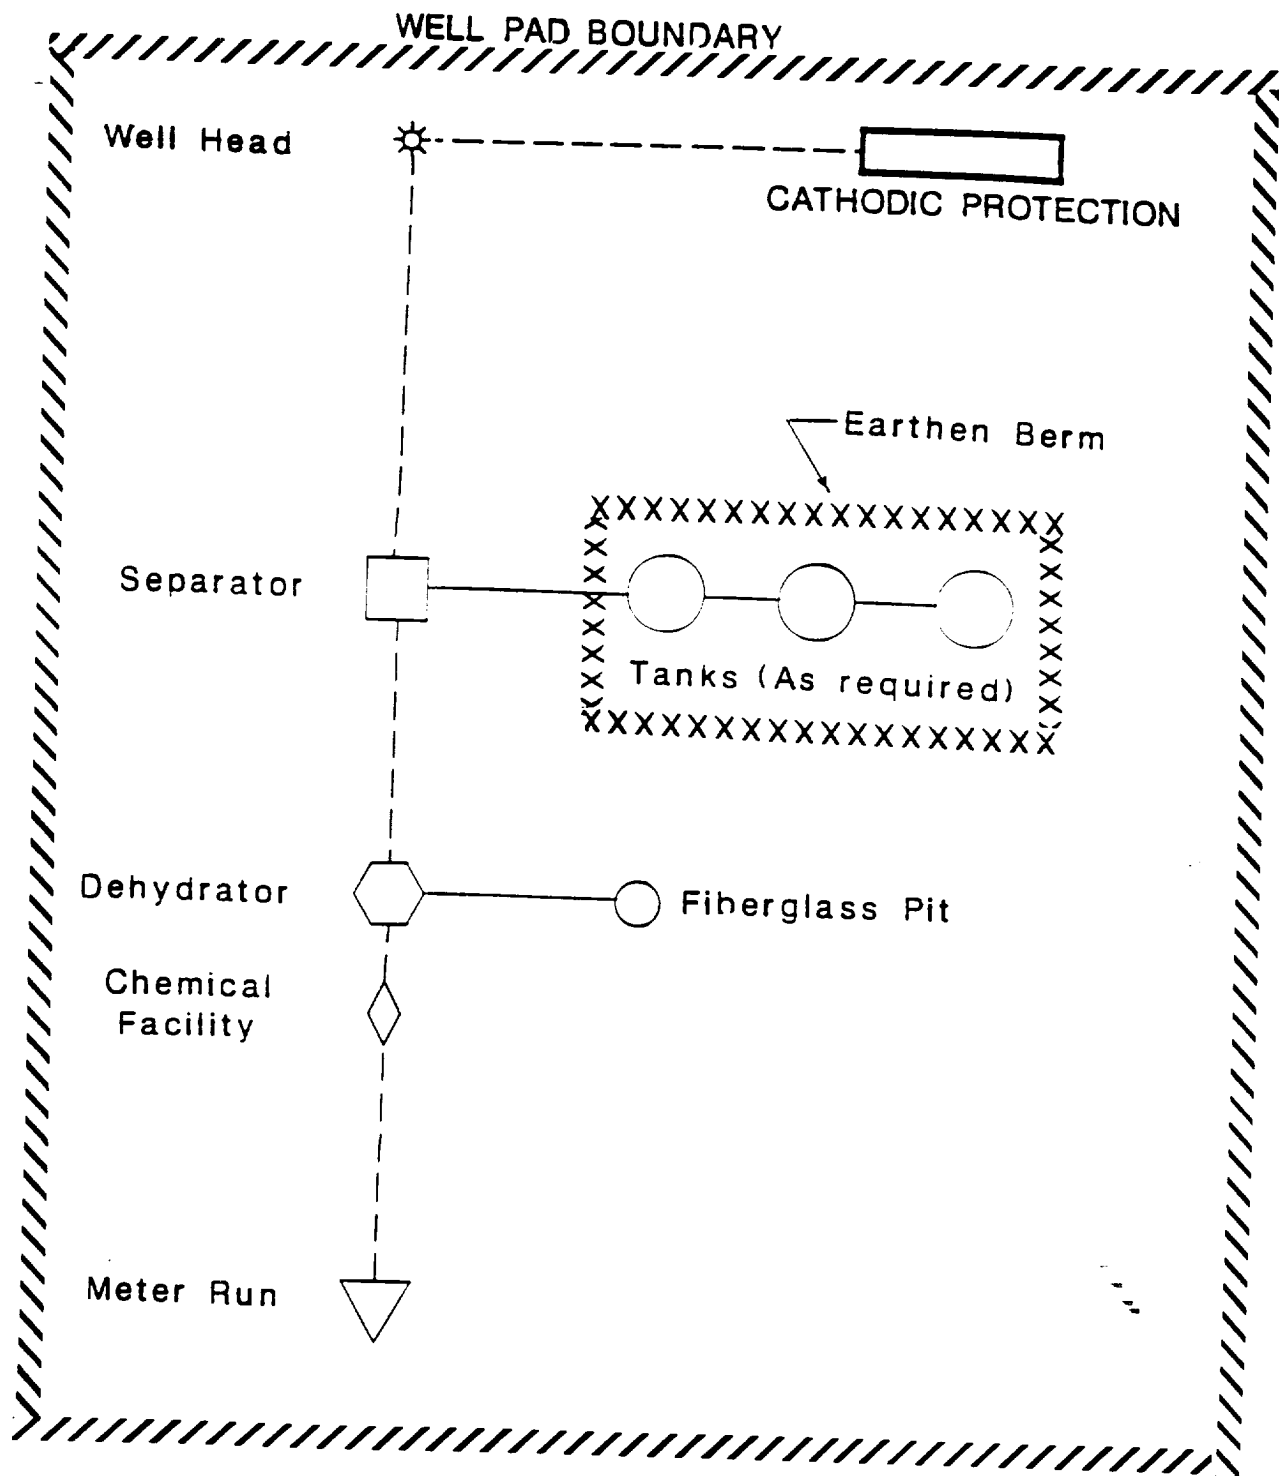 WELL PAD BOUNDARY
Well Head
CATHODIC PROTECTION
Earthen Berm
Separator
Tanks (As required)
Dehydrator
Fiberglass Pit
Chemical
Facility
Meter Run